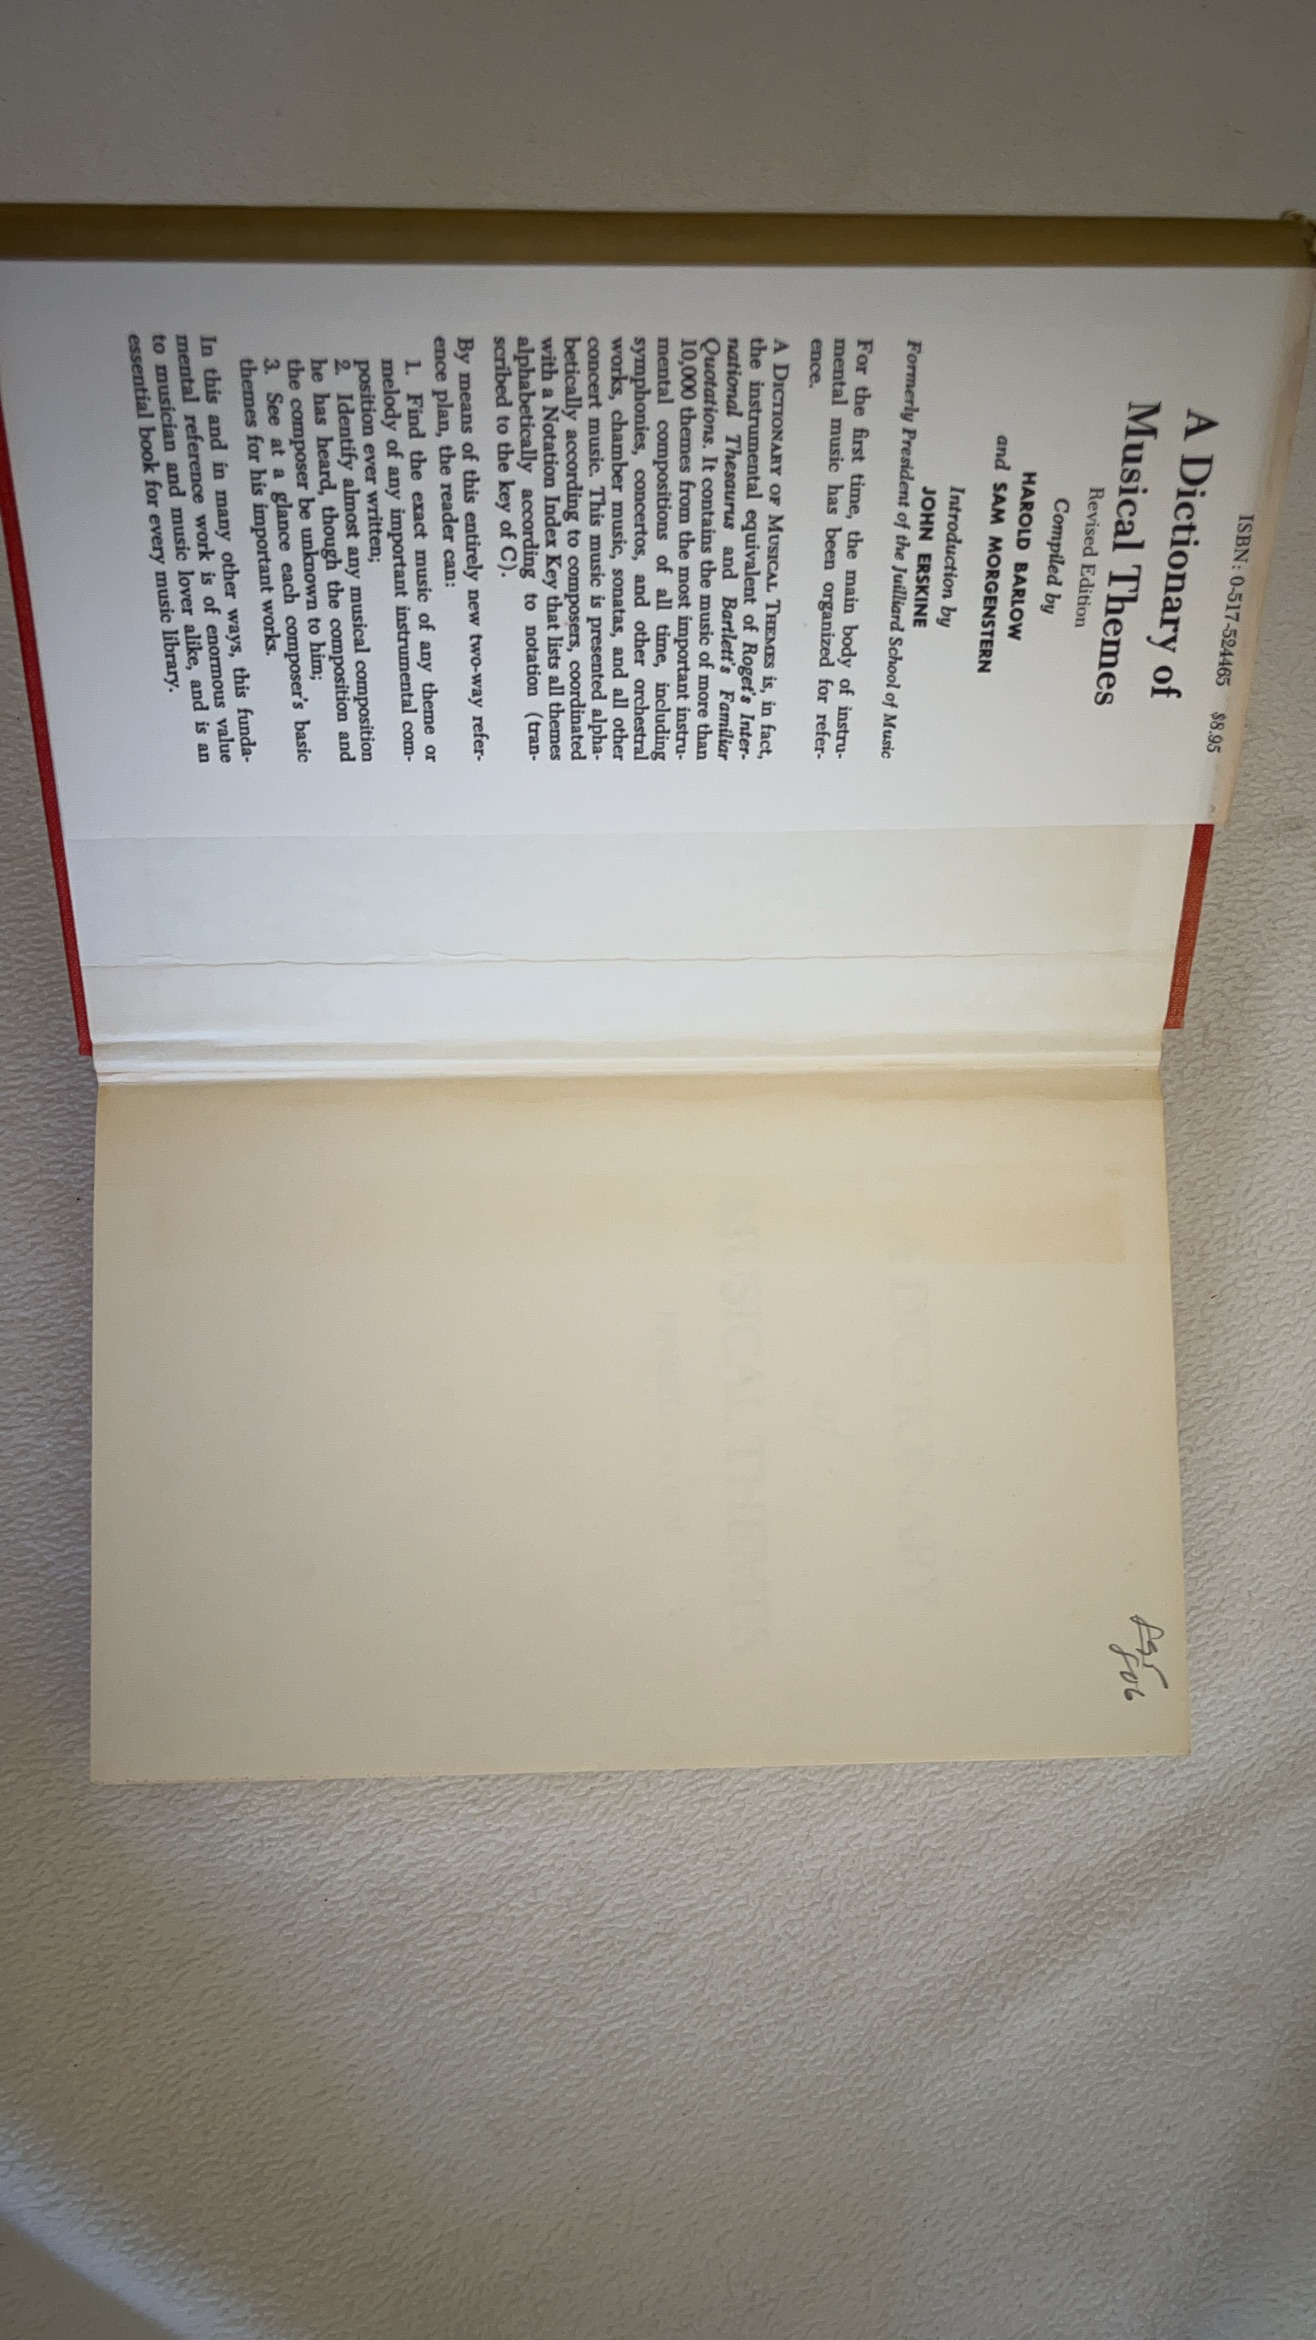 ISBN: 0-517-524465 $8.95
A Dictionary of
Musical Themes
Revised Edition
Compiled by
HAROLD BARLOW
and SAM MORGENSTERN
Introduction by
JOHN ERSKINE
Formerly President of the Juilliard School of Music
For the first time, the main body of instru-
mental music has been organized for refer-
ence.
A DICTIONARY OF MUSICAL THEMES is, in fact,
the instrumental equivalent of Roget's Inter-
national Thesaurus and Bartlett's Familiar
Quotations. It contains the music of more than
10,000 themes from the most important instru-
mental compositions of all time, including
symphonies, concertos, and other orchestral
works, chamber music, sonatas, and all other
concert music. This music is presented alpha-
betically according to composers, coordinated
with a Notation Index Key that lists all themes
alphabetically according to notation (tran-
scribed to the key of C).
By means of this entirely new two-way refer-
ence plan, the reader can:
1. Find the exact music of any theme or
melody of any important instrumental com-
position ever written;
2. Identify almost any musical composition
he has heard, though the composition and
the composer be unknown to him;
3. See at a glance each composer's basic
themes for his important works.
In this and in many other ways, this funda-
mental reference work is of enormous value
to musician and music lover alike, and is an
essential book for every music library.
806